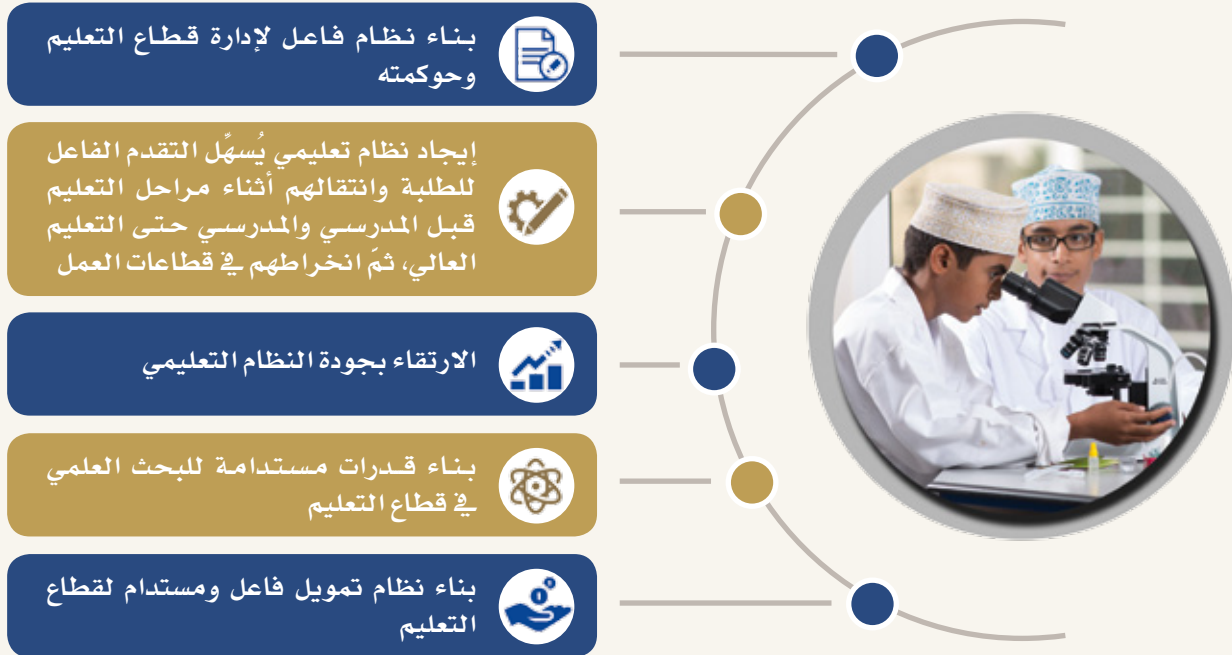 بناء نظام فاعل لإدارة قطاع التعليم
وحوكمته
إيجاد نظام تعليمي يُسهِّل التقدم الفاعل
للطلبة وانتقالهم أثناء مراحل التعليم
قبل المدرسي والمدرسي حتى التعليم
العالي، ثمّ انخراطهم في قطاعات العمل
الارتقاء بجودة النظام التعليمي
بناء قدرات مستدامة للبحث العلمي
في قطاع التعليم
بناء نظام تمويل فاعل ومستدام لقطاع
التعليم